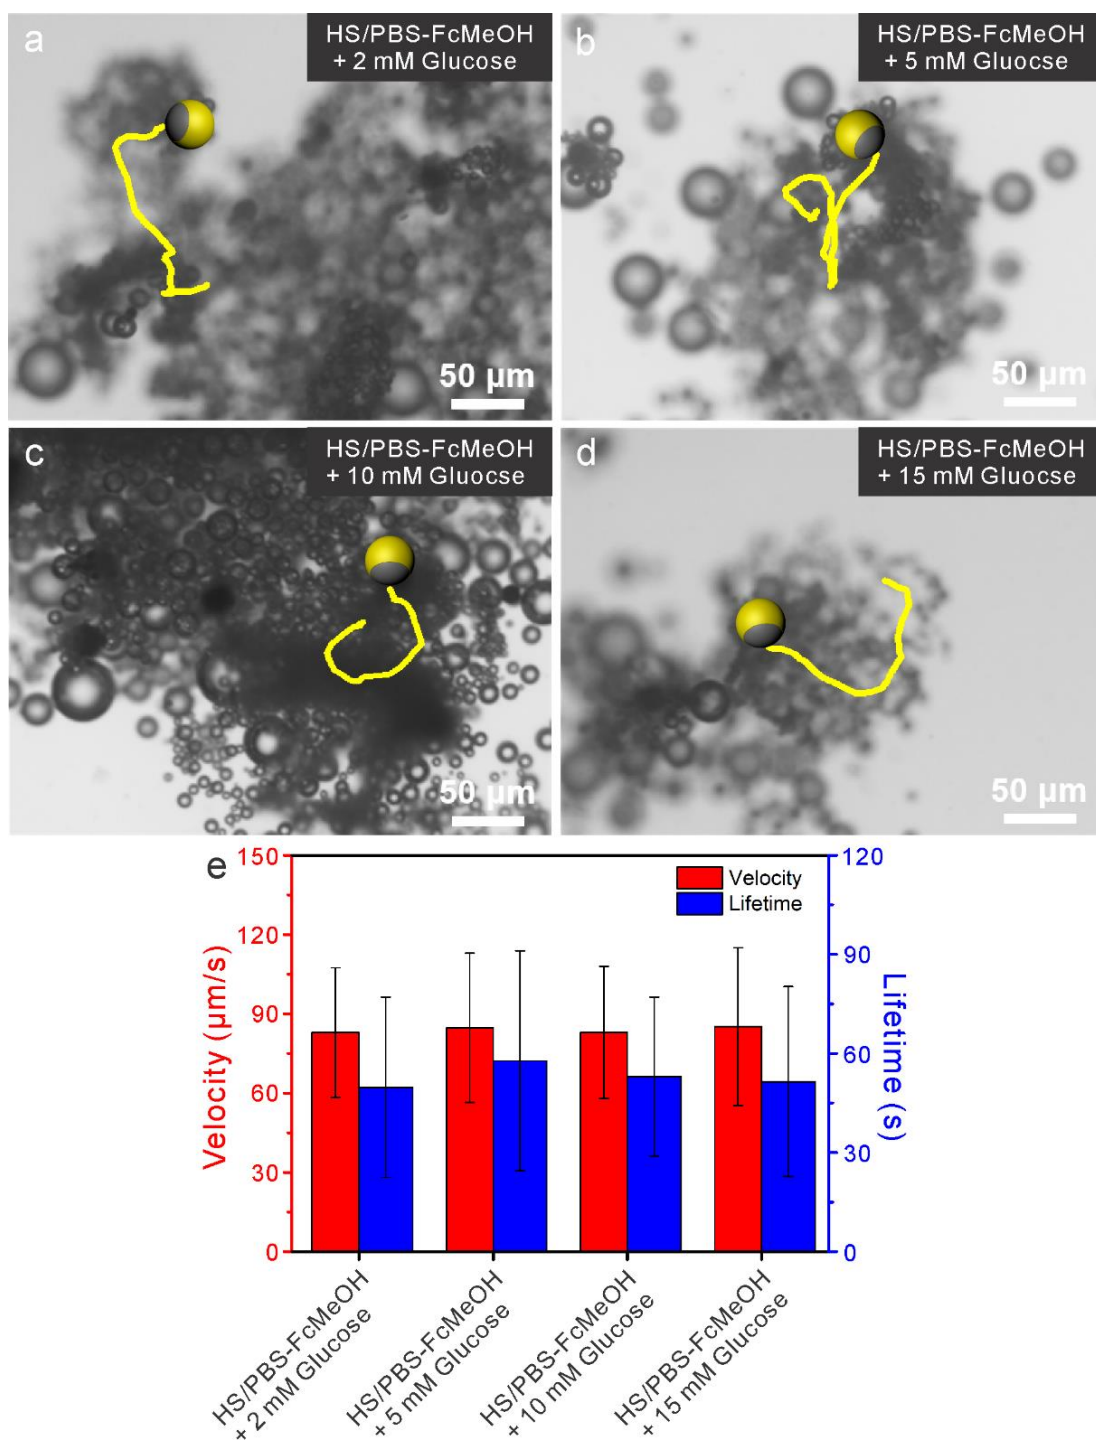 a
HS/PBS-FcMeOH
+ 2 mM Glucose
50 µm
b
HS/PBS-FcMeOH
+ 5 mM Gluocse
50 µm
c
HS/PBS-FcMeOH
+ 10 mM Gluocse
50 µm
d
HS/PBS-FcMeOH
+ 15 mM Glucose
50 µm
e
Velocity
Lifetime
Velocity (µm/s)
150
120
90
60
30
0
Lifetime (s)
120
90
60
30
0
HS/PBS-FcMeOH
+ 2 mM Glucose
HS/PBS-FcMeOH
+ 5 mM Glucose
HS/PBS-FcMeOH
+ 10 mM Glucose
HS/PBS-FcMeOH
+ 15 mM Glucose